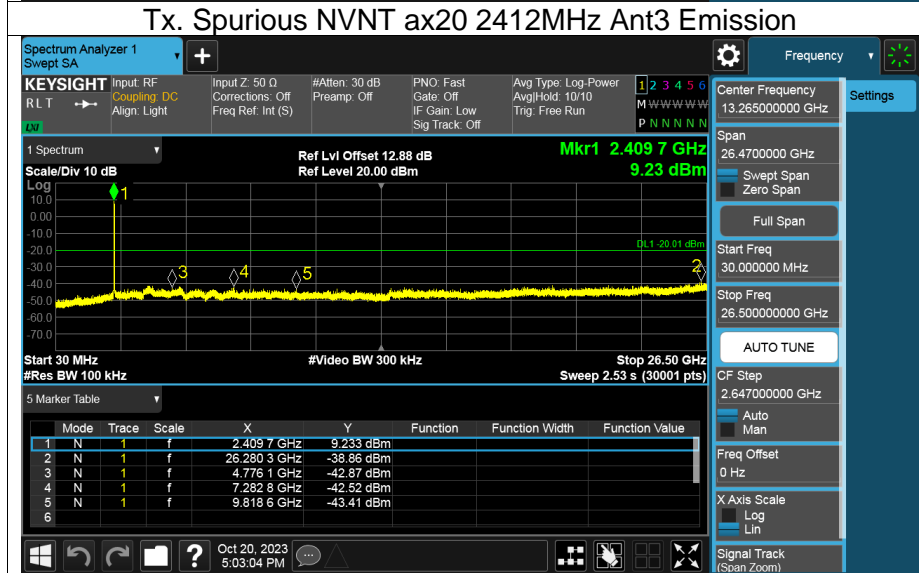 Tx. Spurious NVNT ax20 2412MHz Ant3 Emission
Spectrum Analyzer 1
Swept SA
+
Frequency
KEYSIGHT
RLT
LXI
Input: RF
Coupling: DC
Align: Light
Input Z: 50 Ω
Corrections: Off
Freq Ref: Int (S)
#Atten: 30 dB
Preamp: Off
PNO: Fast
Gate: Off
IF Gain: Low
Sig Track: Off
Avg Type: Log-Power
Avg|Hold: 10/10
Trig: Free Run
1 2 3 4 5 6
M W W W W W
P N N N N N
1 Spectrum
Scale/Div 10 dB
Ref Lvl Offset 12.88 dB
Ref Level 20.00 dBm
Mkr1 2.409 7 GHz
9.23 dBm
Log
10.0
0.00
-10.0
-20.0
-30.0
-40.0
-50.0
-60.0
-70.0
1
DL1 -20.01 dBm
3
4
5
2
Start 30 MHz
#Res BW 100 kHz
#Video BW 300 kHz
Stop 26.50 GHz
Sweep 2.53 s (30001 pts)
5 Marker Table
Mode Trace Scale X Y Function Function Width Function Value
1 N 1 f 2.409 7 GHz 9.233 dBm
2 N 1 f 26.280 3 GHz -38.86 dBm
3 N 1 f 4.776 1 GHz -42.87 dBm
4 N 1 f 7.282 8 GHz -42.52 dBm
5 N 1 f 9.818 6 GHz -43.41 dBm
6
?
Oct 20, 2023
5:03:04 PM
Center Frequency
13.265000000 GHz
Span
26.4700000 GHz
Swept Span
Zero Span
Full Span
Start Freq
30.000000 MHz
Stop Freq
26.500000000 GHz
AUTO TUNE
CF Step
2.647000000 GHz
Auto
Man
Freq Offset
0 Hz
X Axis Scale
Log
Lin
Signal Track
(Span Zoom)
Settings